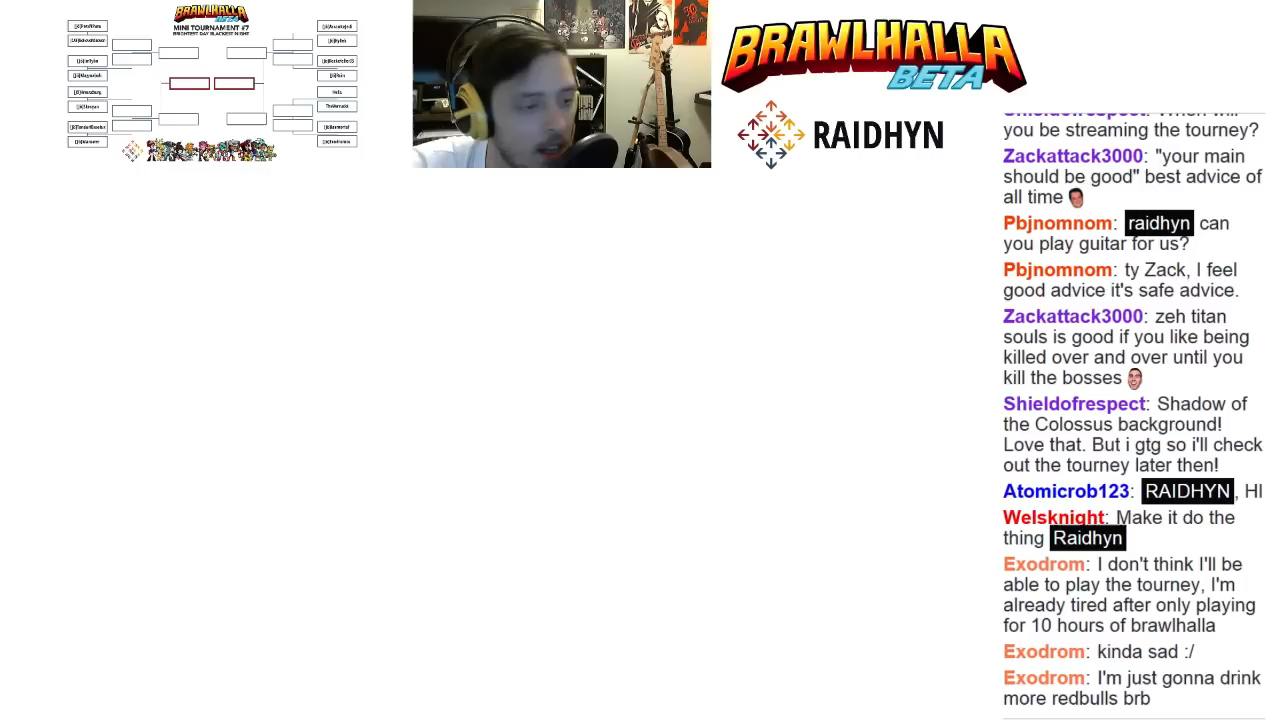 BRAWLHALLA
BETA
MINI TOURNAMENT #7
BRIGHTEST DAY BLACKEST NIGHT
BRAWLHALLA
BETA
RAIDHYN
you be streaming the tourney?
Zackattack3000: "your main
should be good" best advice of
all time
Pbjnomnom: raidhyn can
you play guitar for us?
Pbjnomnom: ty Zack, I feel
good advice it's safe advice.
Zackattack3000: zeh titan
souls is good if you like being
killed over and over until you
kill the bosses
Shieldofrespect: Shadow of
the Colossus background!
Love that. But i gtg so i'll check
out the tourney later then!
Atomicrob123: RAIDHYN , HI
Welsknight: Make it do the
thing Raidhyn
Exodrom: I don't think I'll be
able to play the tourney, I'm
already tired after only playing
for 10 hours of brawlhalla
Exodrom: kinda sad :/
Exodrom: I'm just gonna drink
more redbulls brb